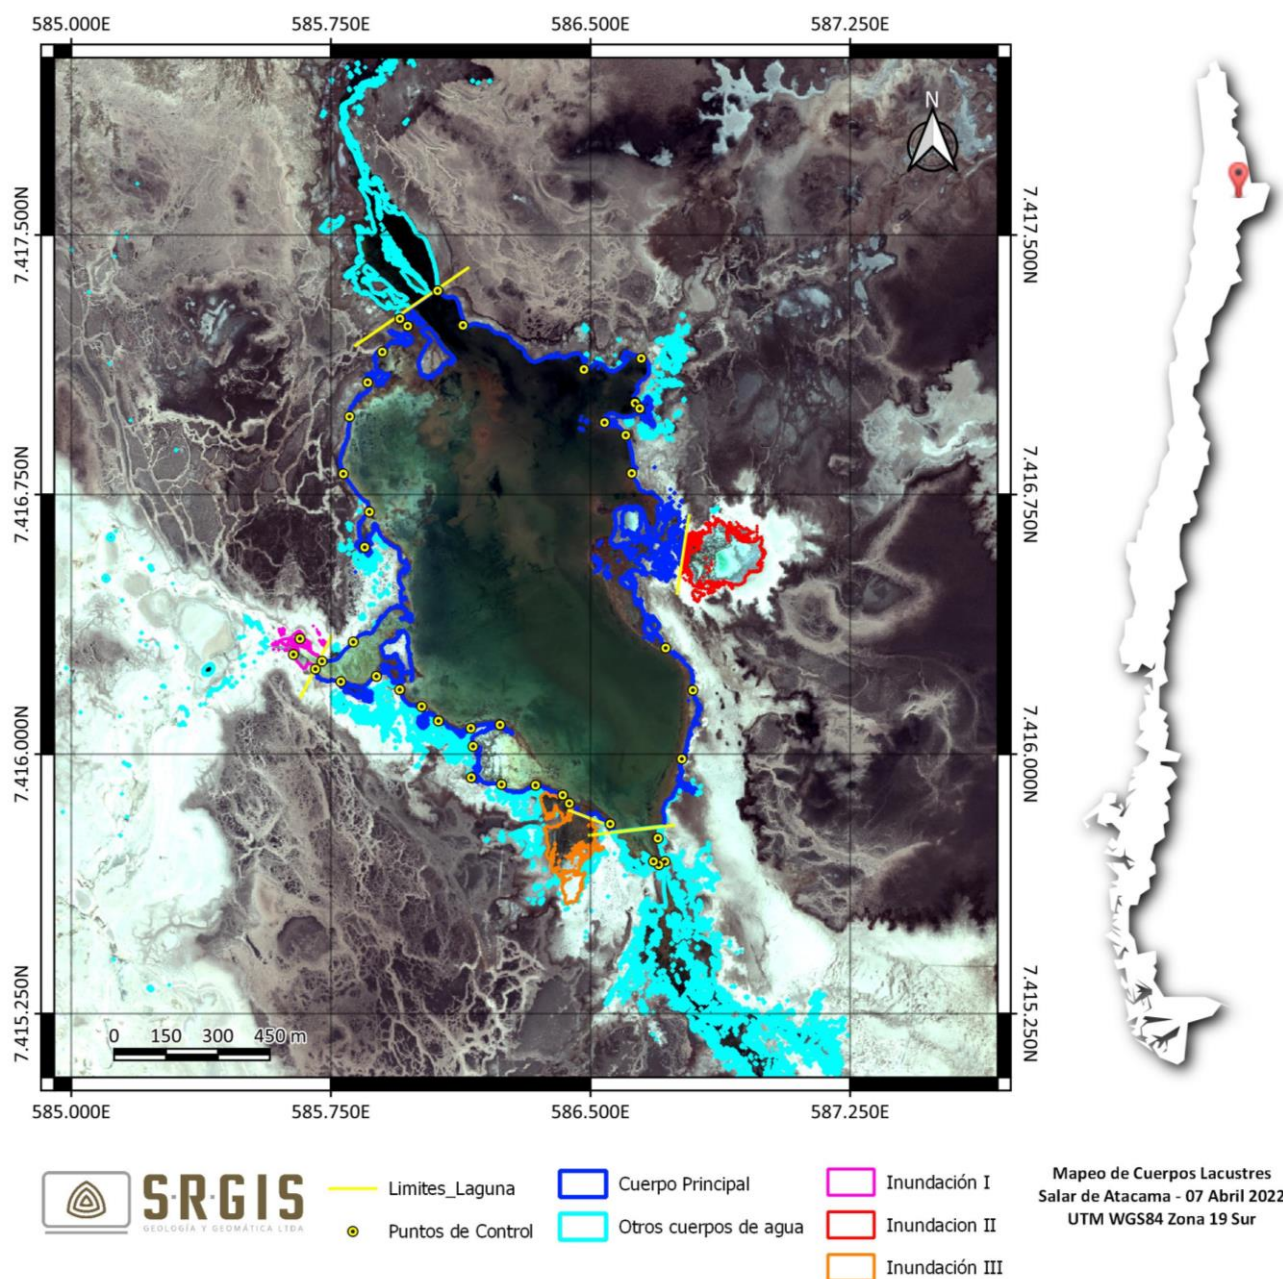 585.000E 585.750E 586.500E 587.250E
N
7.417.500N 7.417.500N
7.416.750N 7.416.750N
7.416.000N 7.416.000N
7.415.250N 7.415.250N
0 150 300 450 m
585.000E 585.750E 586.500E 587.250E
S·R·GIS
GEOLOGÍA Y GEOMÁTICA LTDA
Limites_Laguna
Puntos de Control
Cuerpo Principal
Otros cuerpos de agua
Inundación I
Inundacion II
Inundación III
Mapeo de Cuerpos Lacustres
Salar de Atacama - 07 Abril 2022
UTM WGS84 Zona 19 Sur